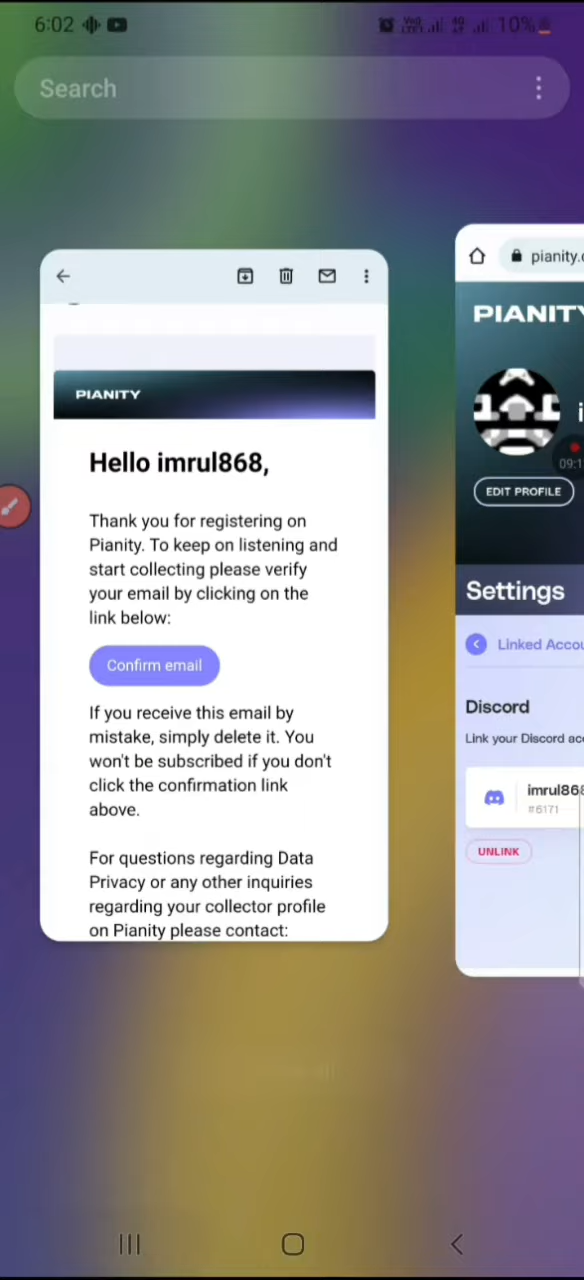 6:02
10%
Search
PIANITY
Hello imrul868,
Thank you for registering on
Pianity. To keep on listening and
start collecting please verify
your email by clicking on the
link below:
Confirm email
If you receive this email by
mistake, simply delete it. You
won't be subscribed if you don't
click the confirmation link
above.
For questions regarding Data
Privacy or any other inquiries
regarding your collector profile
on Pianity please contact:
pianity.
PIANITY
i
09:1
EDIT PROFILE
Settings
Linked Accou
Discord
Link your Discord acc
imrul868
#6171
UNLINK